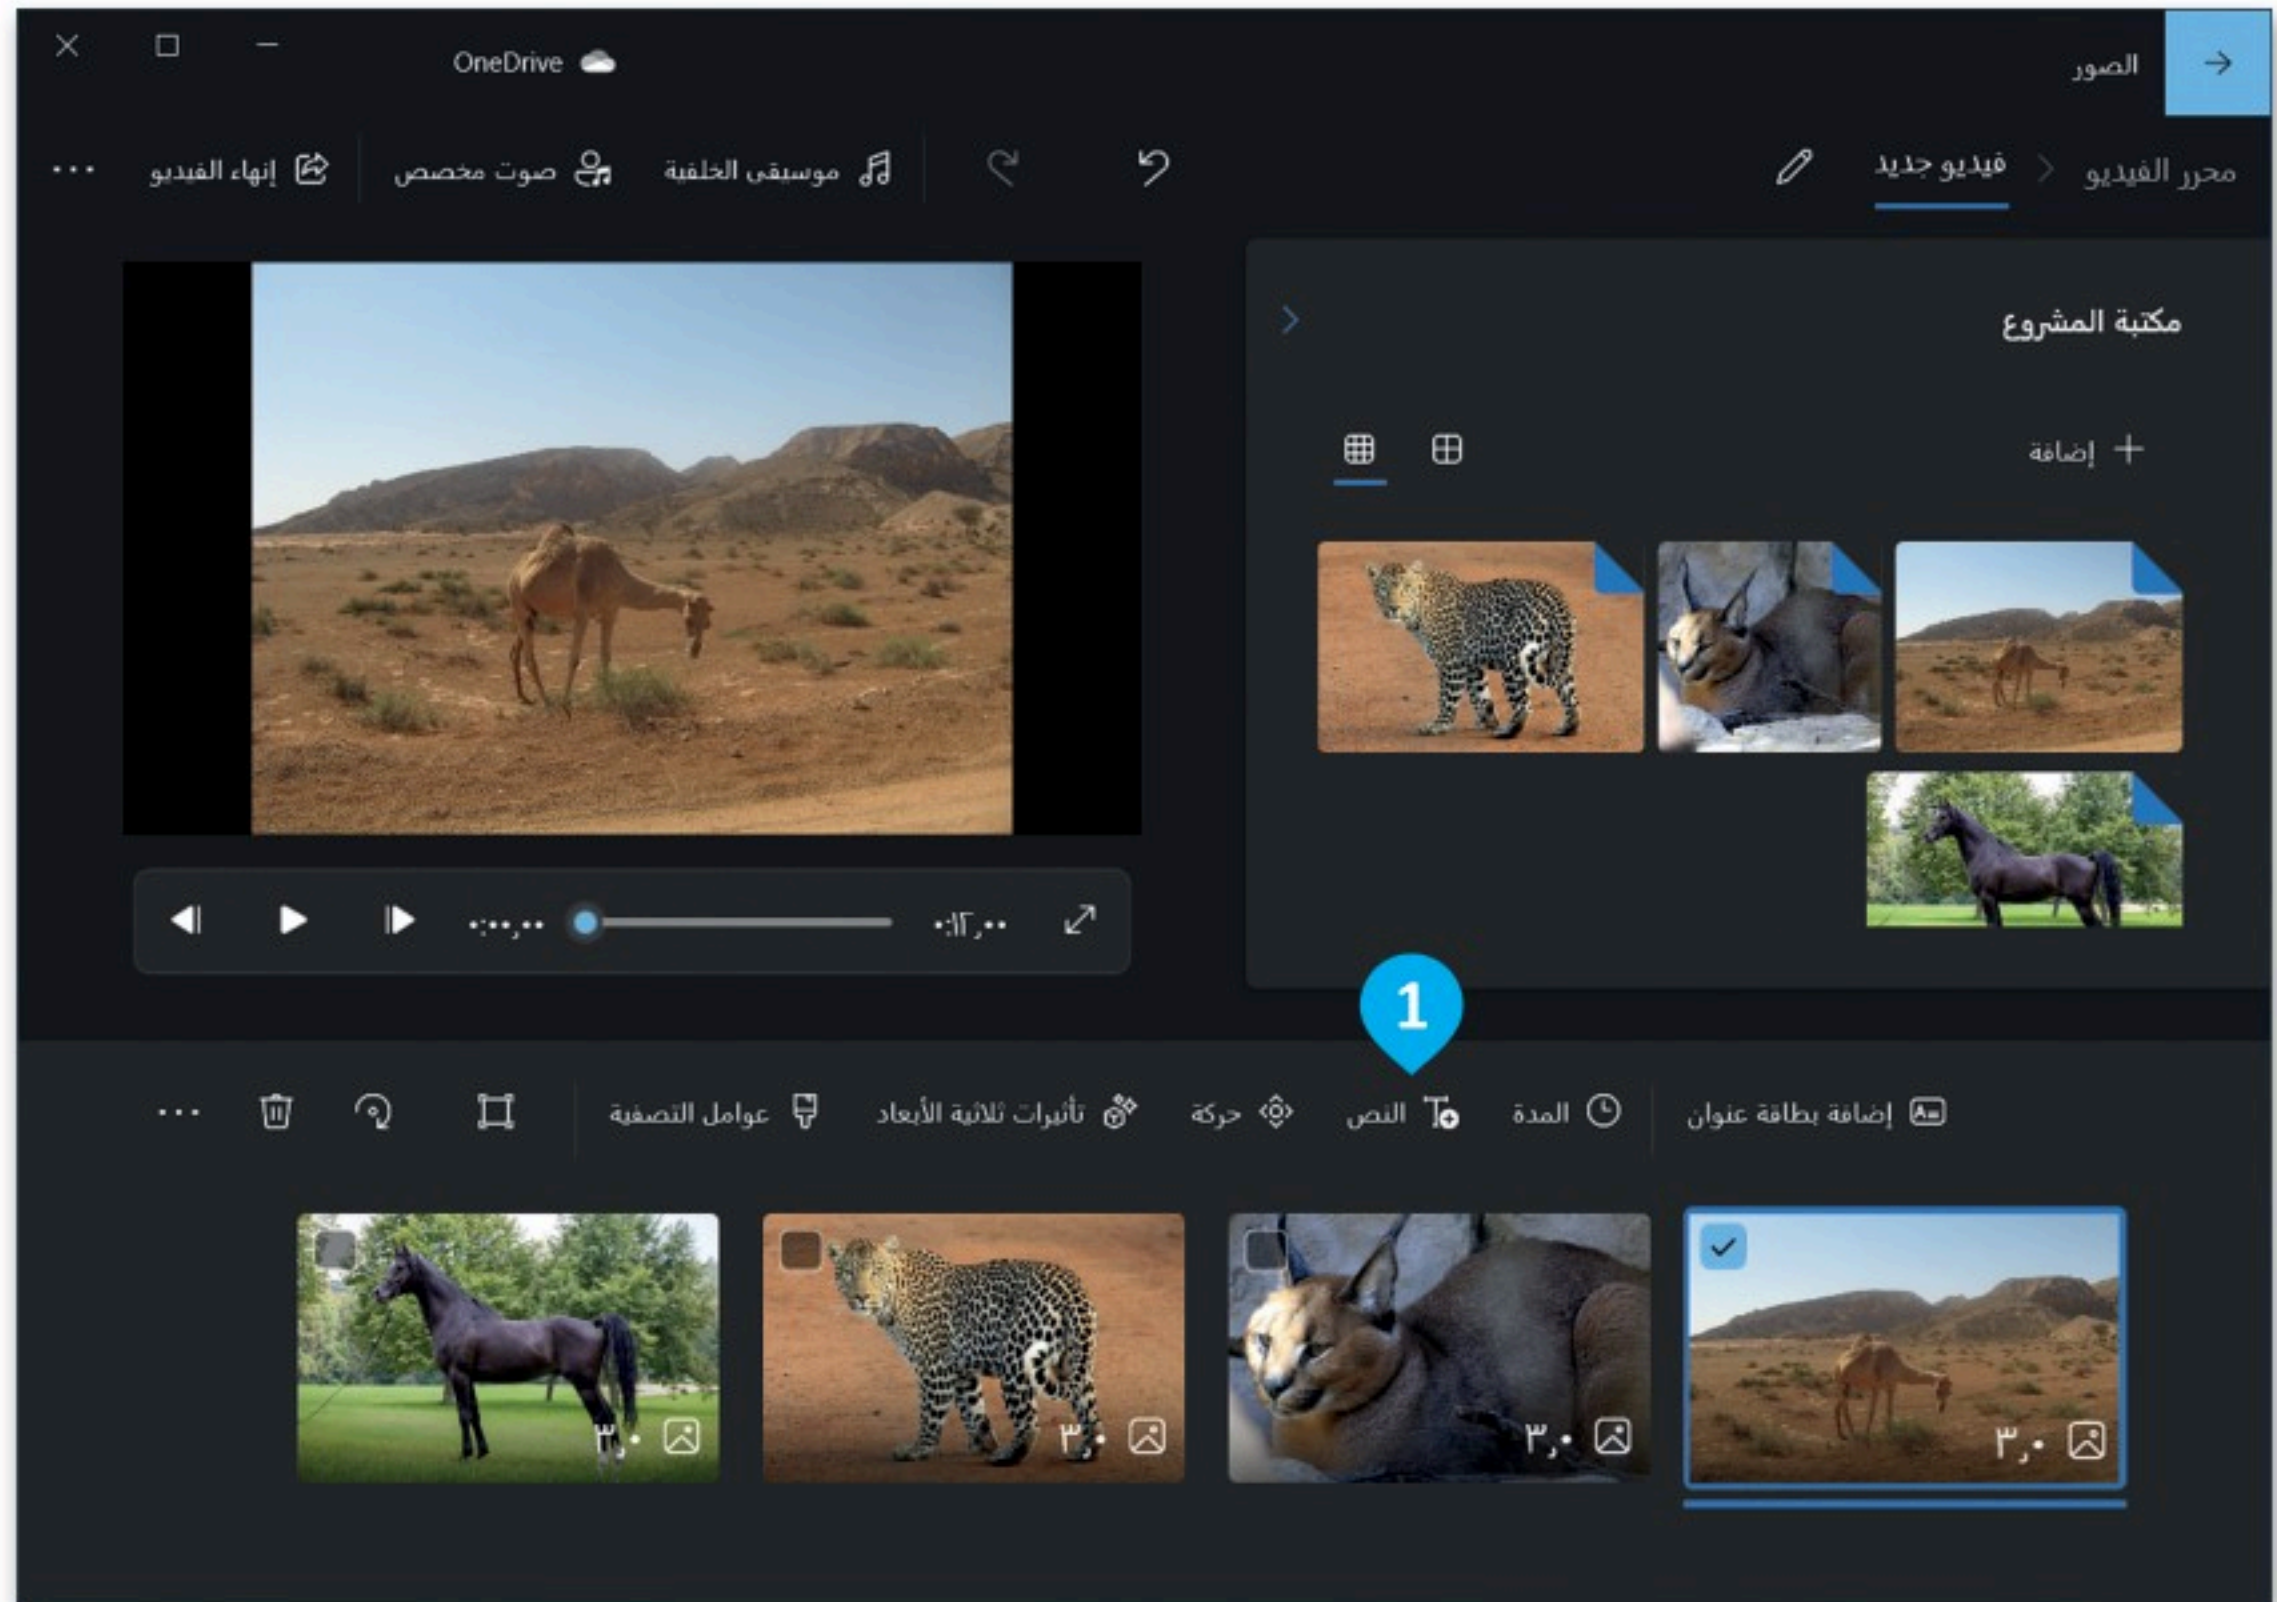 الصور
OneDrive
محرر الفيديو
فيديو جديد
موسيقى الخلفية
صوت مخصص
إنهاء الفيديو
مكتبة المشروع
إضافة
٠:٠٠٫٠٠
٠:١٢٫٠٠
1
إضافة بطاقة عنوان
المدة
النص
حركة
تأثيرات ثلاثية الأبعاد
عوامل التصفية
٣٫٠
٣٫٠
٣٫٠
٣٫٠